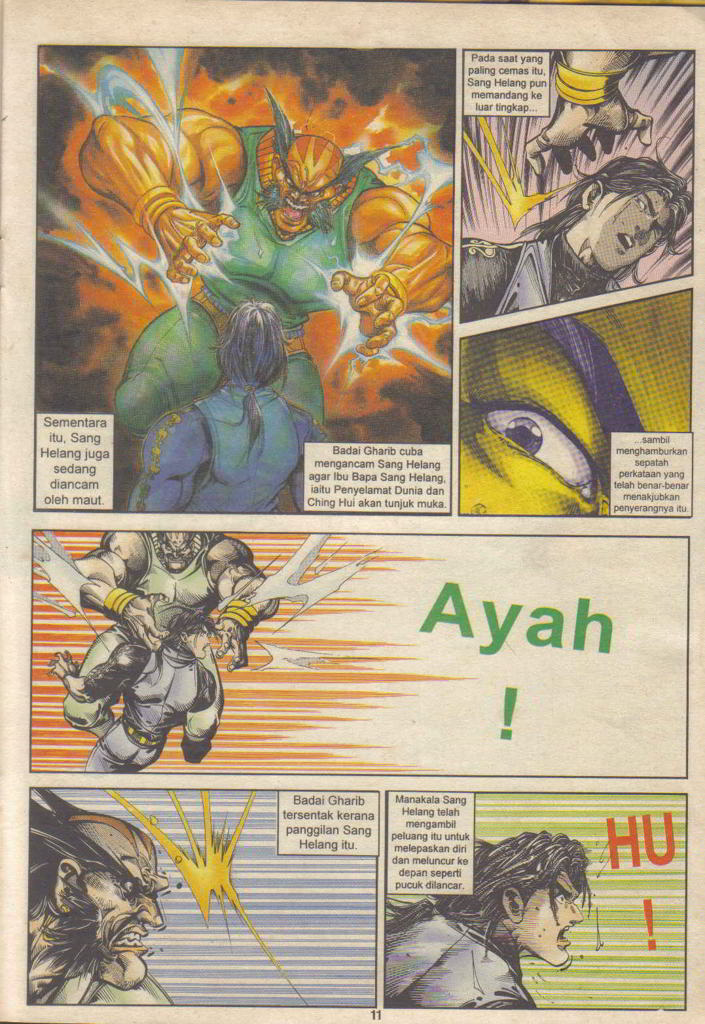 Sementara
itu, Sang
Helang juga
sedang
diancam
oleh maut.
Badai Gharib cuba
mengancam Sang Helang
agar Ibu Bapa Sang Helang,
iaitu Penyelamat Dunia dan
Ching Hui akan tunjuk muka.
Pada saat yang
paling cemas itu,
Sang Helang pun
memandang ke
luar tingkap...
...sambil
menghamburkan
sepatah
perkataan yang
telah benar-benar
menakjubkan
penyerangnya itu.
Ayah
!
Badai Gharib
tersentak kerana
panggilan Sang
Helang itu.
Manakala Sang
Helang telah
mengambil
peluang itu untuk
melepaskan diri
dan meluncur ke
depan seperti
pucuk dilancar.
HU
!
11